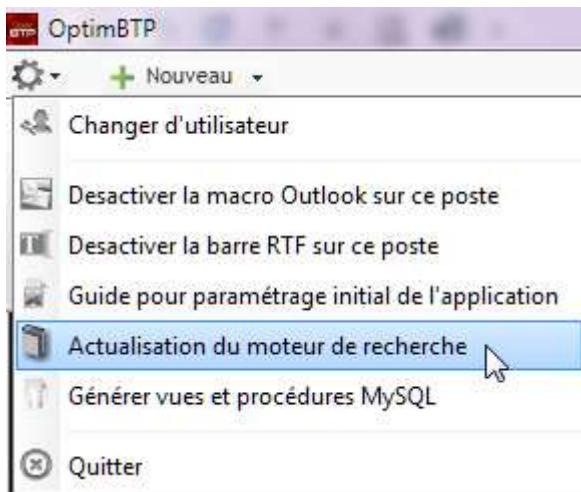 OptimBTP
Nouveau
Changer d'utilisateur
Desactiver la macro Outlook sur ce poste
Desactiver la barre RTF sur ce poste
Guide pour paramétrage initial de l'application
Actualisation du moteur de recherche
Générer vues et procédures MySQL
Quitter